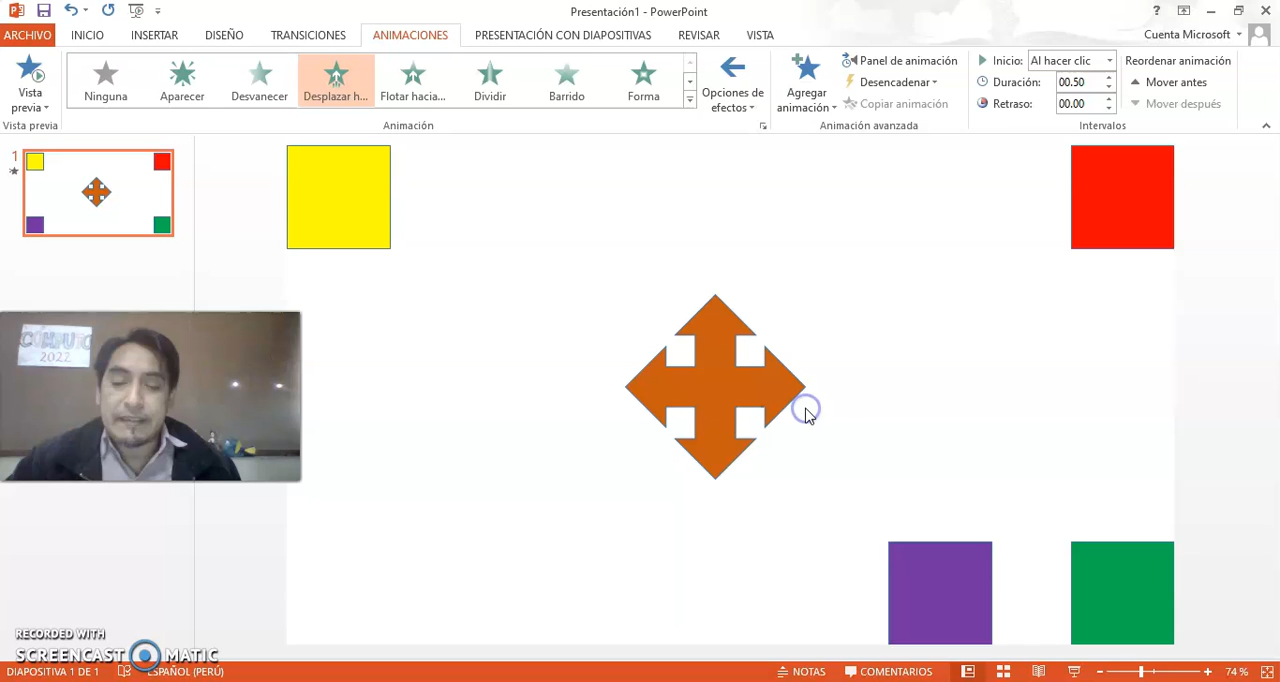 Presentación1 - PowerPoint
?
Cuenta Microsoft
ARCHIVO INICIO INSERTAR DISEÑO TRANSICIONES ANIMACIONES PRESENTACIÓN CON DIAPOSITIVAS REVISAR VISTA
Vista previa
Vista previa
Ninguna Aparecer Desvanecer Desplazar h... Flotar hacia... Dividir Barrido Forma
Opciones de efectos
Animación
Agregar animación
Panel de animación
Desencadenar
Copiar animación
Animación avanzada
Inicio: Al hacer clic
Duración: 00.50
Retraso: 00.00
Reordenar animación
Mover antes
Mover después
Intervalos
1
CÓMPUTO
2022
RECORDED WITH
SCREENCAST MATIC
DIAPOSITIVA 1 DE 1 ESPAÑOL (PERÚ) NOTAS COMENTARIOS 74 %